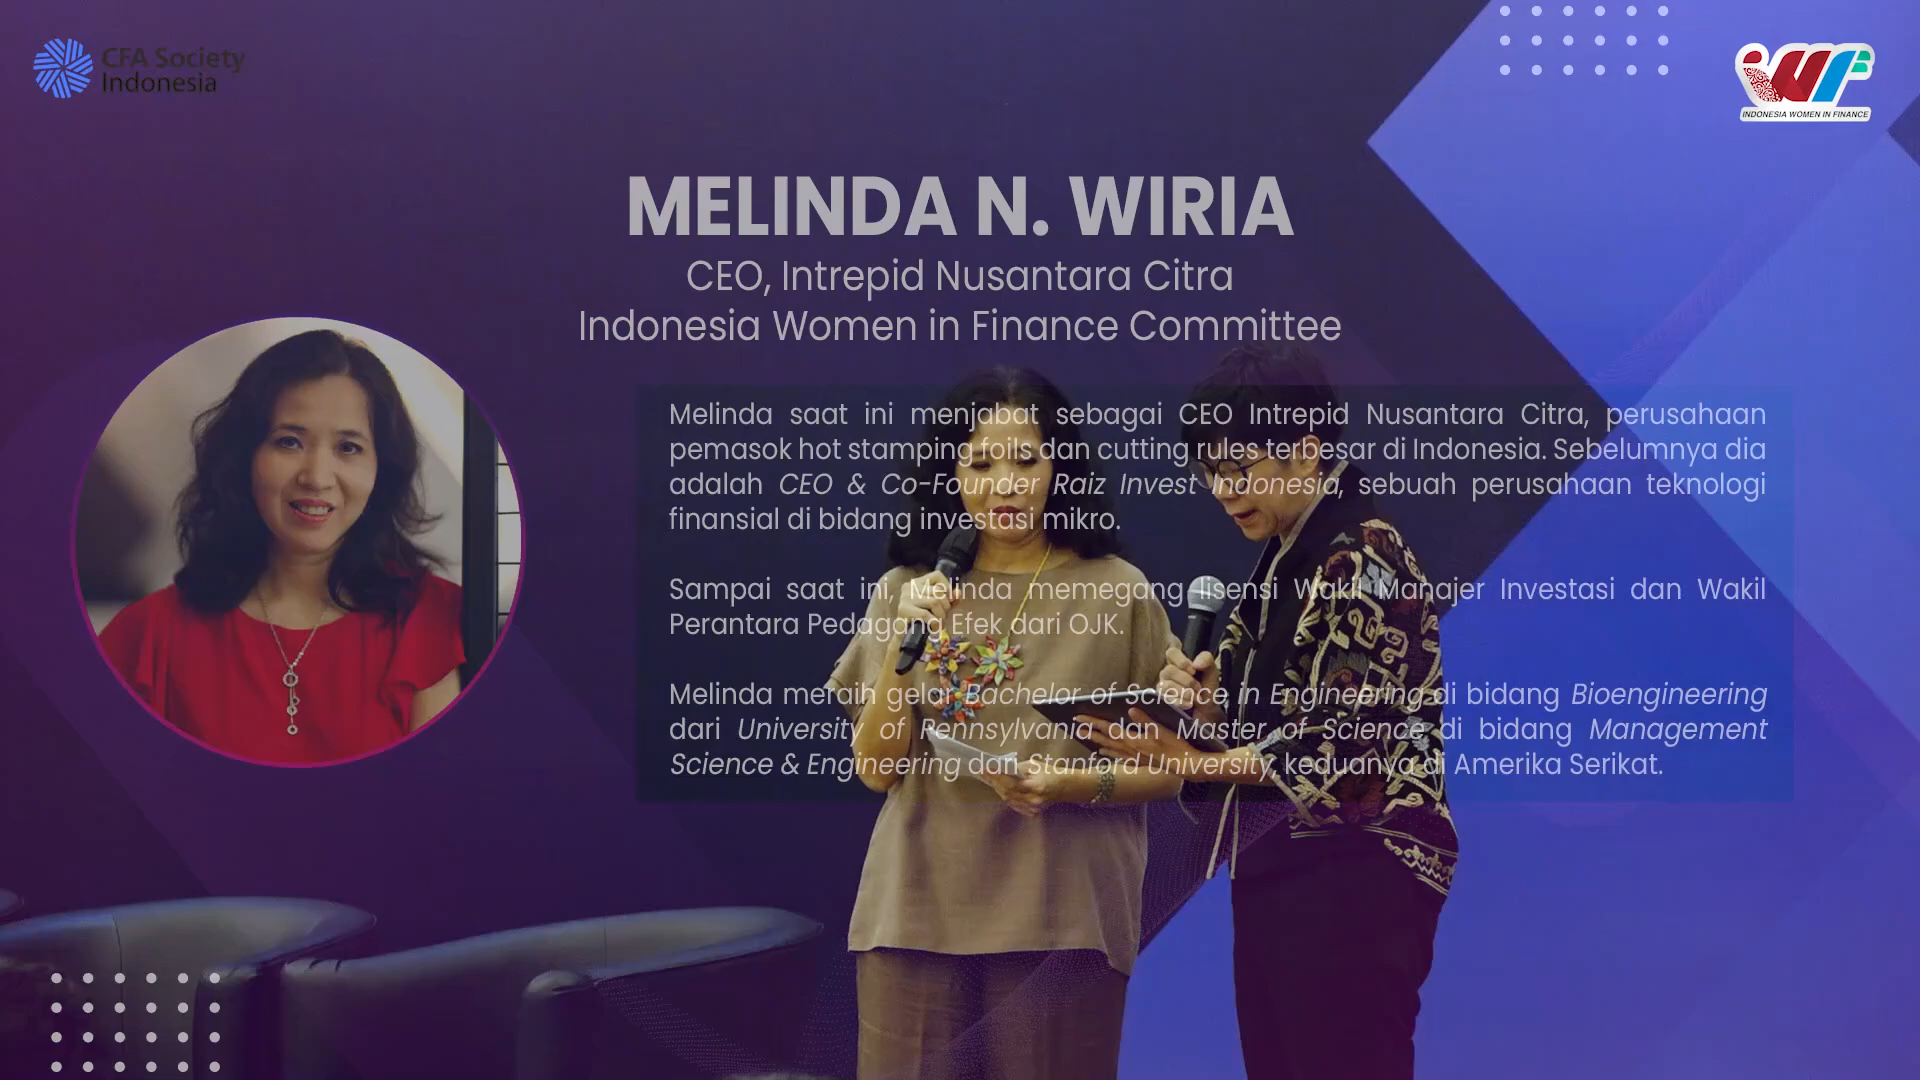 CFA Society
Indonesia
INDONESIA WOMEN IN FINANCE
MELINDA N. WIRIA
CEO, Intrepid Nusantara Citra
Indonesia Women in Finance Committee
Melinda saat ini menjabat sebagai CEO Intrepid Nusantara Citra, perusahaan
pemasok hot stamping foils dan cutting rules terbesar di Indonesia. Sebelumnya dia
adalah CEO & Co-Founder Raiz Invest Indonesia, sebuah perusahaan teknologi
finansial di bidang investasi mikro.
Sampai saat ini, Melinda memegang lisensi Wakil Manajer Investasi dan Wakil
Perantara Pedagang Efek dari OJK.
Melinda meraih gelar Bachelor of Science in Engineering di bidang Bioengineering
dari University of Pennsylvania dan Master of Science di bidang Management
Science & Engineering dari Stanford University, keduanya di Amerika Serikat.